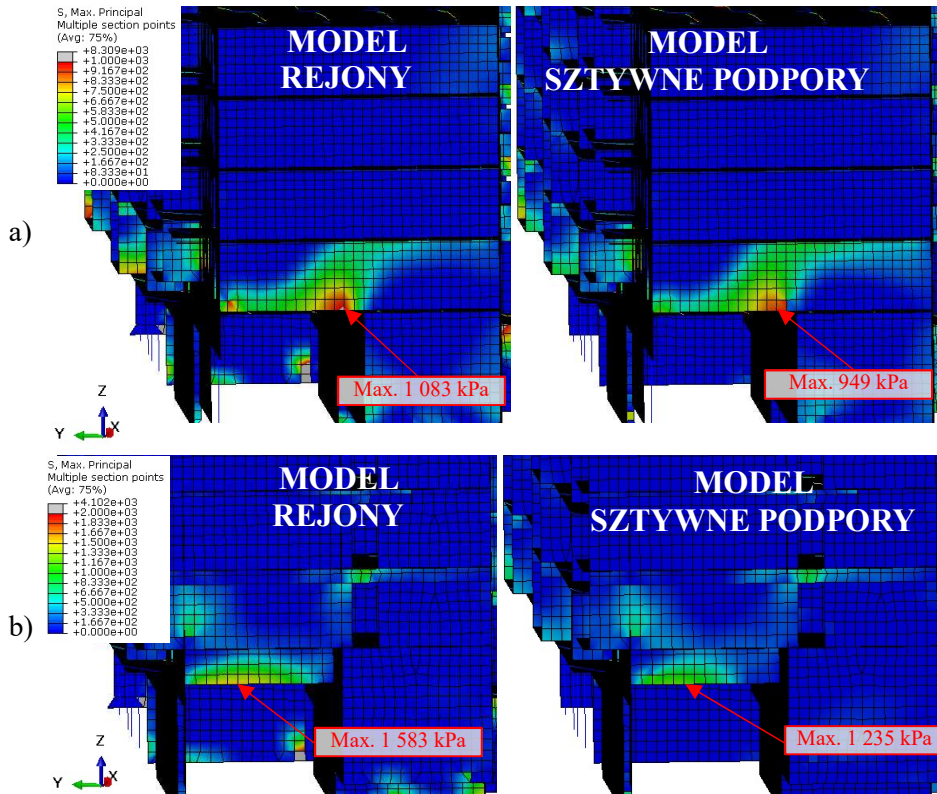 S, Max. Principal
Multiple section points
(Avg: 75%)
+8.309e+03
+1.000e+03
+9.167e+02
+8.333e+02
+7.500e+02
+6.667e+02
+5.833e+02
+5.000e+02
+4.167e+02
+3.333e+02
+2.500e+02
+1.667e+02
+8.333e+01
+0.000e+00
MODEL
REJONY
MODEL
SZTYWNE PODPORY
a)
Max. 1 083 kPa
Max. 949 kPa
Z
Y
X
S, Max. Principal
Multiple section points
(Avg: 75%)
+4.102e+03
+2.000e+03
+1.833e+03
+1.667e+03
+1.500e+03
+1.333e+03
+1.167e+03
+1.000e+03
+8.333e+02
+6.667e+02
+5.000e+02
+3.333e+02
+1.667e+02
+0.000e+00
MODEL
REJONY
MODEL
SZTYWNE PODPORY
b)
Max. 1 583 kPa
Max. 1 235 kPa
Z
Y
X